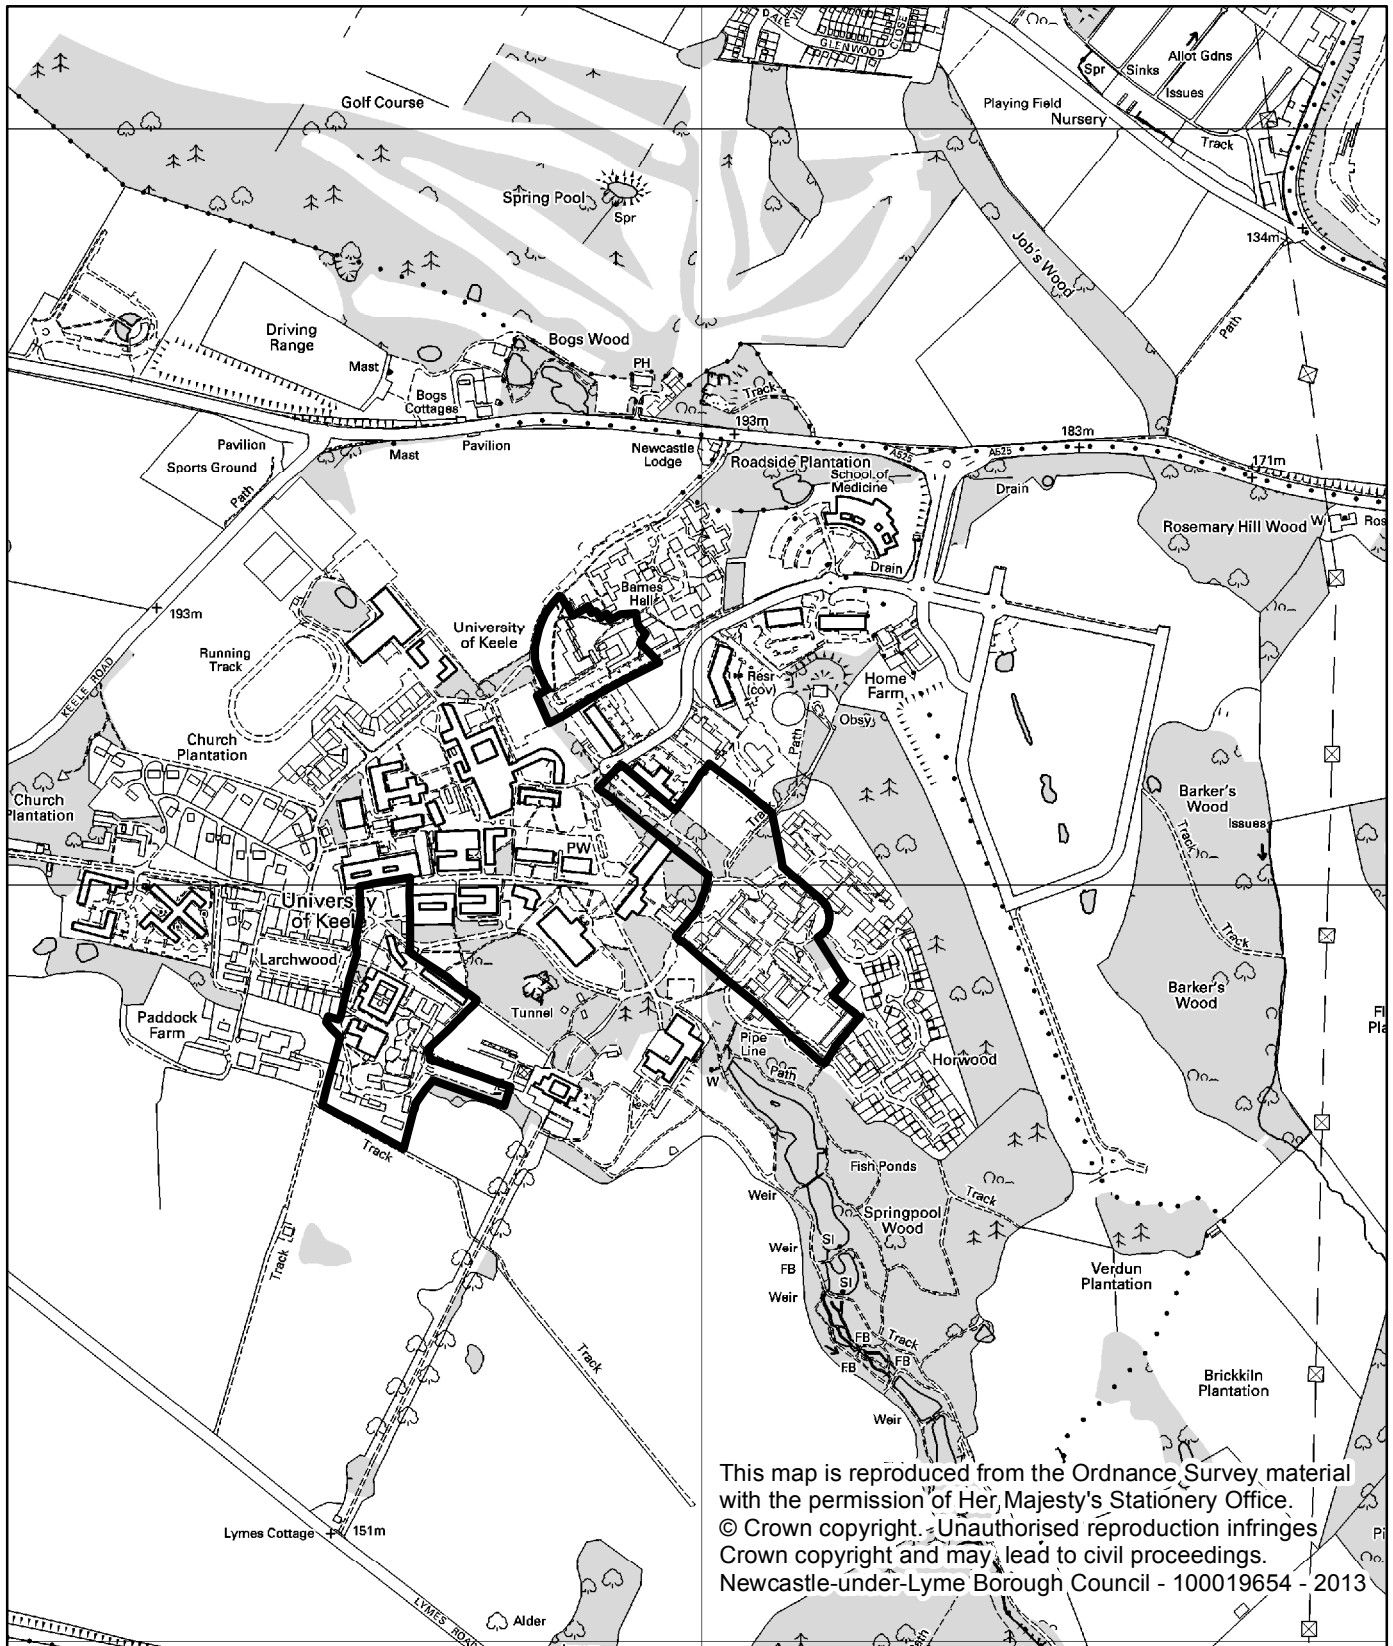 DALEVI
GLENWOOD
CLOSE
Spr
Sinks
Allot Gdns
Issues
Golf Course
Playing Field
Nursery
Track
Spring Pool
Spr
Job's Wood
134m
Path
Driving
Range
Bogs Wood
Mast
PH
Bogs
Cottages
Track
193m
183m
Pavilion
Sports Ground
Mast
Pavilion
Newcastle
Lodge
Roadside Plantation
A525
A525
171m
School of
Medicine
Drain
Path
Rosemary Hill Wood
W
Ros
Drain
193m
Barnes
Hall
University
of Keele
Running
Track
KEELE ROAD
Resr
(cov)
Home
Farm
Obsy
Path
Church
Plantation
Church
Plantation
Barker's
Wood
Issues
Track
Track
PW
University
of Keele
Larchwood
Track
Barker's
Wood
Paddock
Farm
Tunnel
Pipe
Line
Path
Horwood
Fl
Pla
W
Track
Fish Ponds
Weir
Track
Springpool
Wood
Weir
SI
FB
SI
Weir
Verdun
Plantation
Track
Track
FB
Track
FB
FB
Brickkiln
Plantation
Weir
This map is reproduced from the Ordnance Survey material
with the permission of Her Majesty's Stationery Office.
© Crown copyright. Unauthorised reproduction infringes
Crown copyright and may lead to civil proceedings.
Newcastle-under-Lyme Borough Council - 100019654 - 2013
Lymes Cottage
151m
Pi
LYMES ROAD
Alder